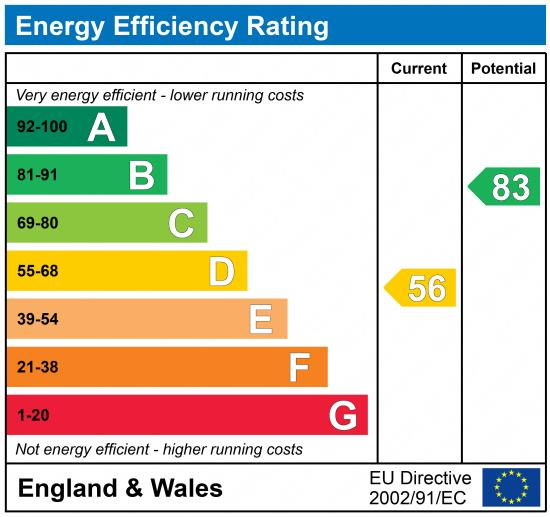 Energy Efficiency Rating
Current Potential
Very energy efficient - lower running costs
92-100 A
81-91 B
83
69-80 C
55-68 D
56
39-54 E
21-38 F
1-20 G
Not energy efficient - higher running costs
England & Wales
EU Directive
2002/91/EC